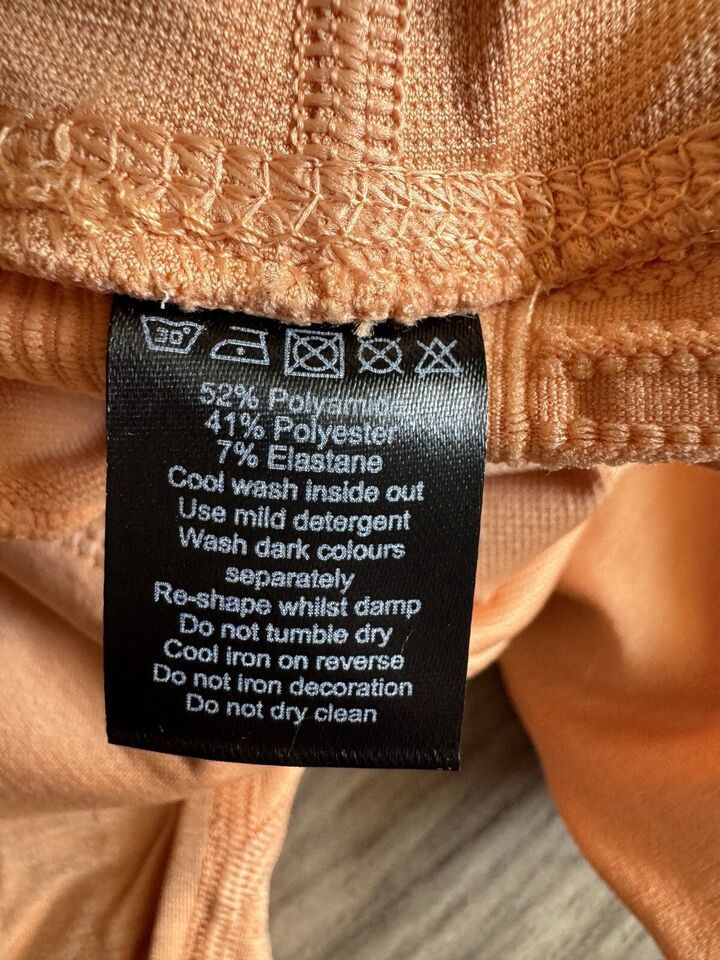 30°
52% Polyamide
41% Polyester
7% Elastane
Cool wash inside out
Use mild detergent
Wash dark colours
separately
Re-shape whilst damp
Do not tumble dry
Cool iron on reverse
Do not iron decoration
Do not dry clean